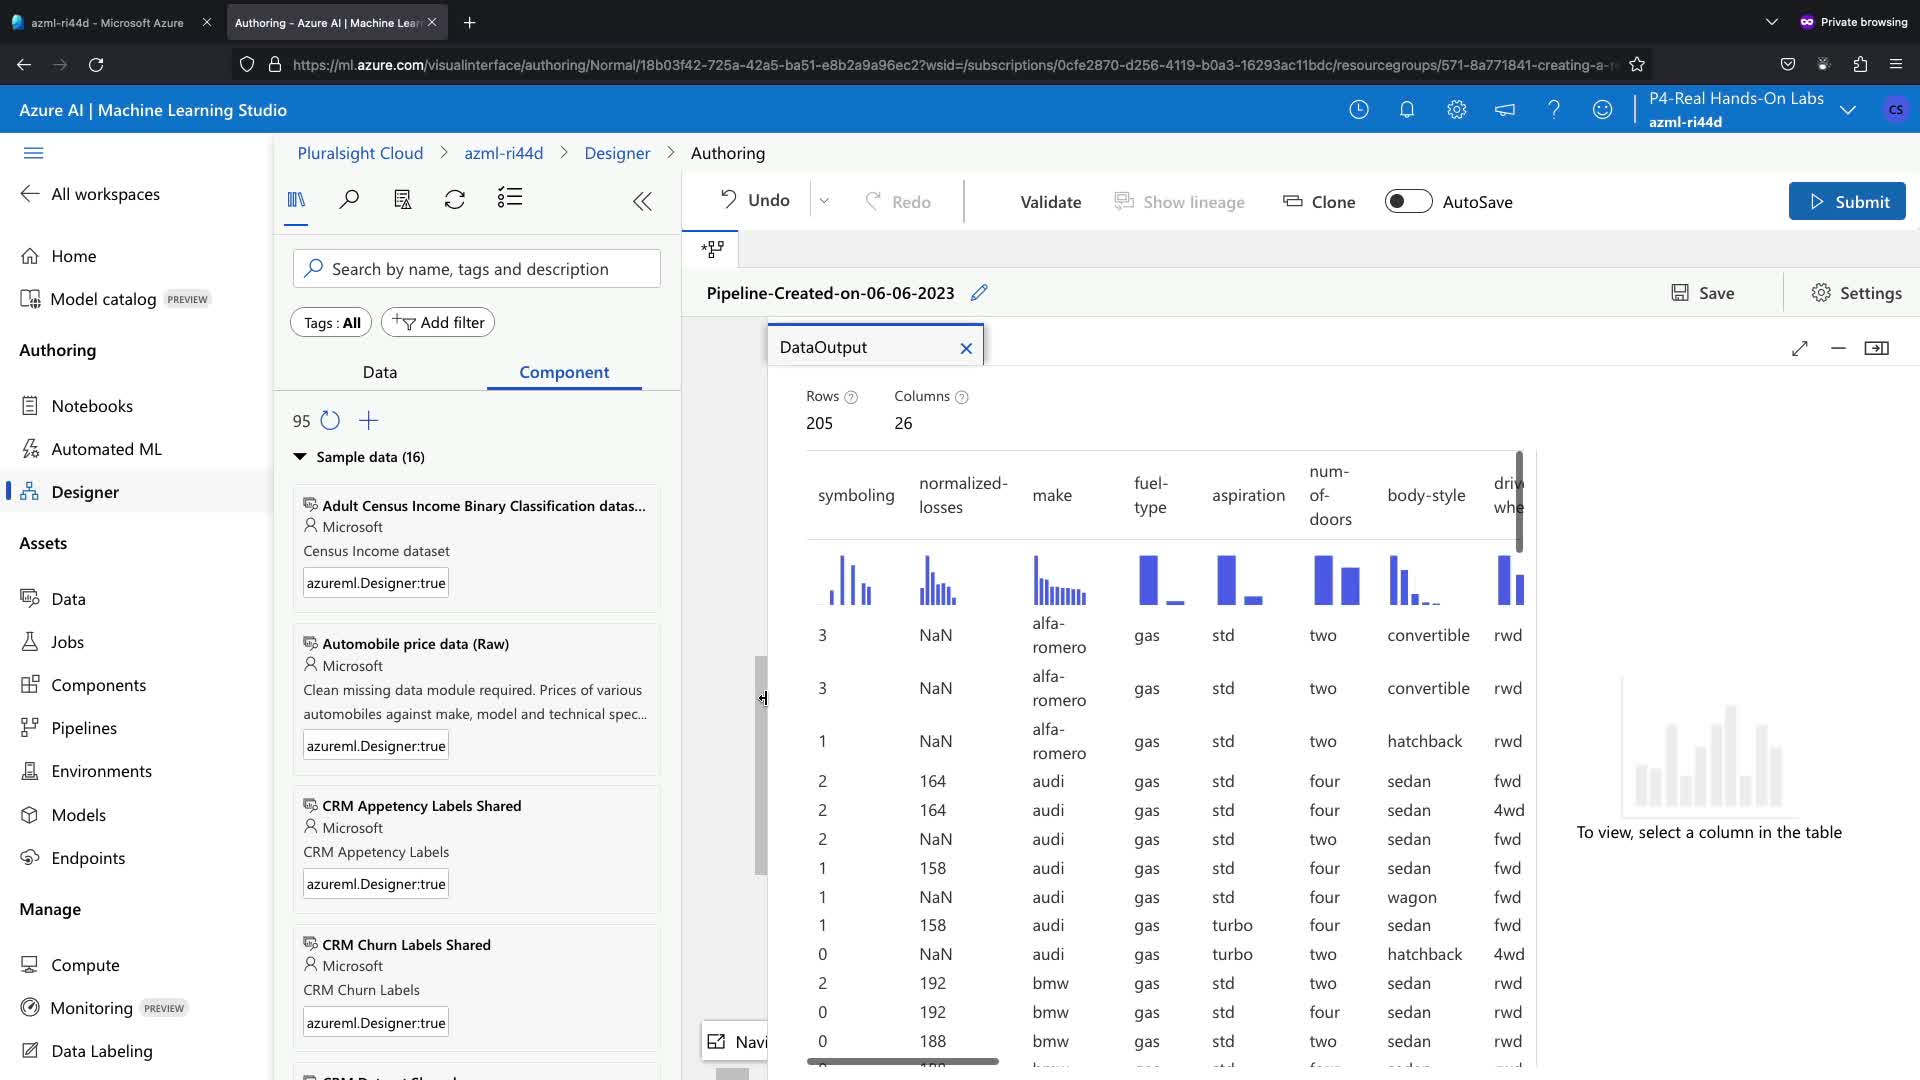 azml-ri44d - Microsoft Azure
Authoring - Azure AI | Machine Lear
Private browsing
https://ml.azure.com/visualinterface/authoring/Normal/18b03f42-725a-42a5-ba51-e8b2a9a96ec2?wsid=/subscriptions/0cfe2870-d256-4119-b0a3-16293ac11bdc/resourcegroups/571-8a771841-creating-a-r
Azure AI | Machine Learning Studio
P4-Real Hands-On Labs
azml-ri44d
CS
Pluralsight Cloud > azml-ri44d > Designer > Authoring
All workspaces
Home
Model catalog PREVIEW
Authoring
Notebooks
Automated ML
Designer
Assets
Data
Jobs
Components
Pipelines
Environments
Models
Endpoints
Manage
Compute
Monitoring PREVIEW
Data Labeling
Search by name, tags and description
Tags : All
Add filter
Data
Component
95
Sample data (16)
Adult Census Income Binary Classification datas...
Microsoft
Census Income dataset
azureml.Designer:true
Automobile price data (Raw)
Microsoft
Clean missing data module required. Prices of various
automobiles against make, model and technical spec...
azureml.Designer:true
CRM Appetency Labels Shared
Microsoft
CRM Appetency Labels
azureml.Designer:true
CRM Churn Labels Shared
Microsoft
CRM Churn Labels
azureml.Designer:true
Undo Redo Validate Show lineage Clone AutoSave Submit
Pipeline-Created-on-06-06-2023
Save
Settings
DataOutput
Rows Columns
205 26
symboling normalized-losses make fuel-type aspiration num-of-doors body-style
3 NaN alfa-romero gas std two convertible rwd
3 NaN alfa-romero gas std two convertible rwd
1 NaN alfa-romero gas std two hatchback rwd
2 164 audi gas std four sedan fwd
2 164 audi gas std four sedan 4wd
2 NaN audi gas std two sedan fwd
1 158 audi gas std four sedan fwd
1 NaN audi gas std four wagon fwd
1 158 audi gas turbo four sedan fwd
0 NaN audi gas turbo two hatchback 4wd
2 192 bmw gas std two sedan rwd
0 192 bmw gas std four sedan rwd
0 188 bmw gas std two sedan rwd
Navi
To view, select a column in the table